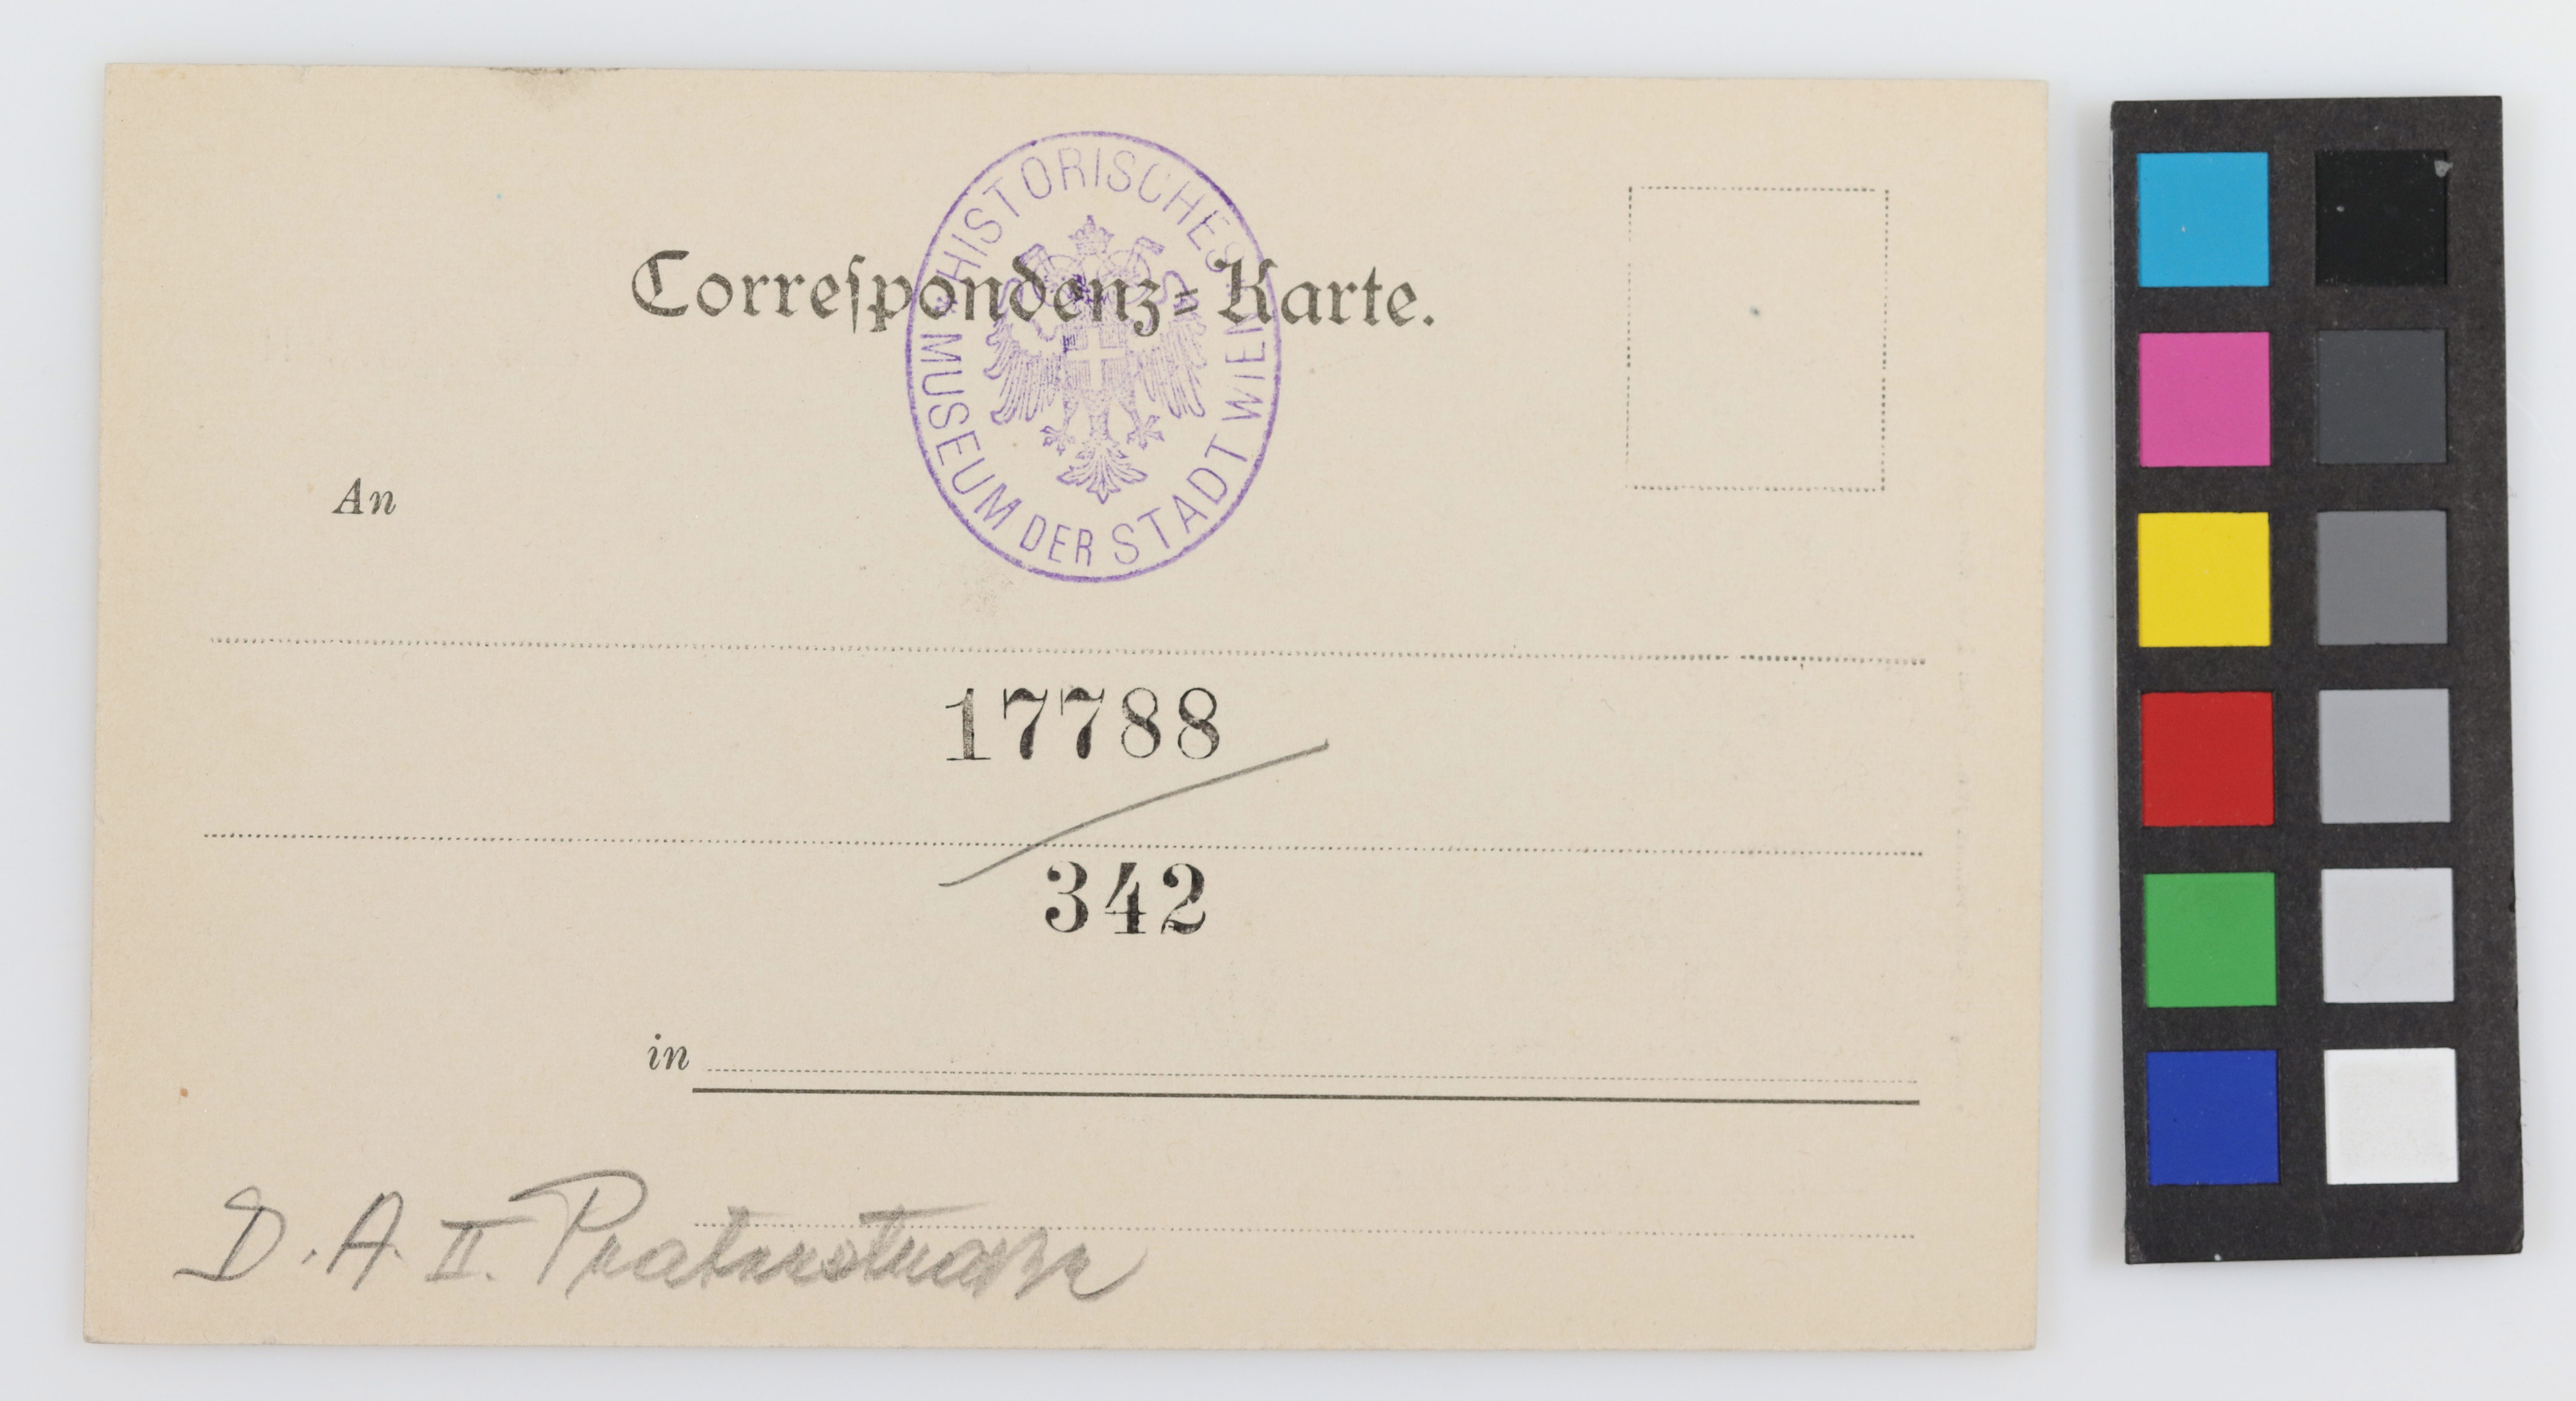 Correſpondenz=Karte.
HISTORISCHES MUSEUM DER STADT WIEN
An
17788
342
in
D. A. II. Praterstrasse